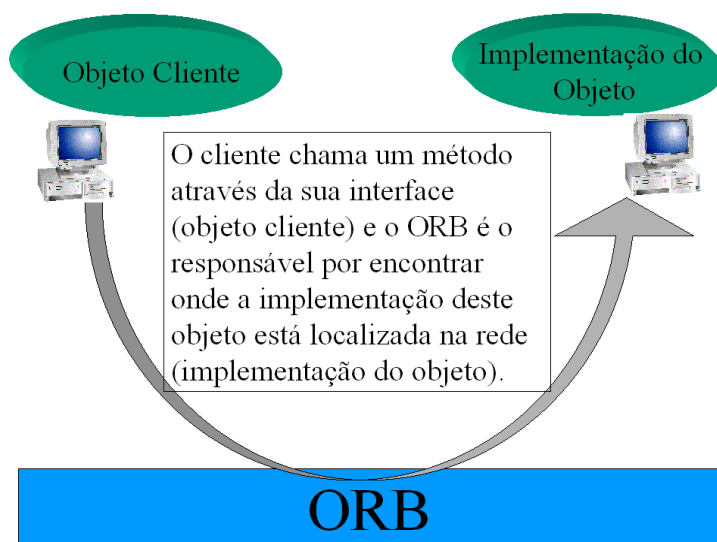 Objeto Cliente
Implementação do
Objeto
O cliente chama um método
através da sua interface
(objeto cliente) e o ORB é o
responsável por encontrar
onde a implementação deste
objeto está localizada na rede
(implementação do objeto).
ORB